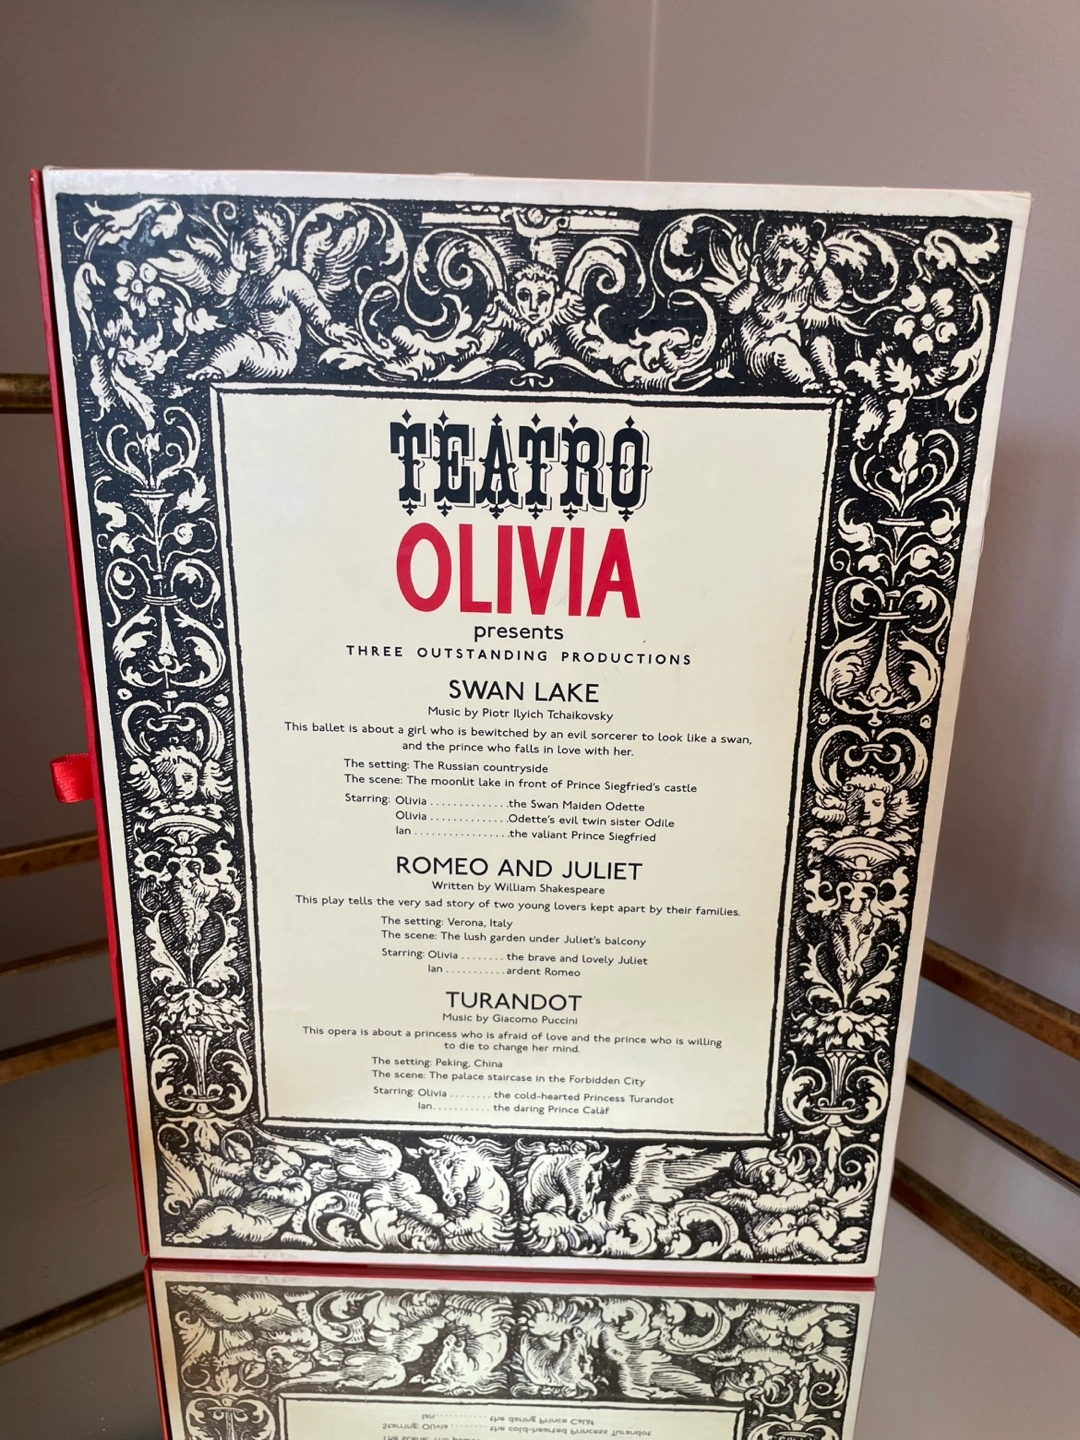 TEATRO
OLIVIA
presents
THREE OUTSTANDING PRODUCTIONS
SWAN LAKE
Music by Piotr Ilyich Tchaikovsky
This ballet is about a girl who is bewitched by an evil sorcerer to look like a swan,
and the prince who falls in love with her.
The setting: The Russian countryside
The scene: The moonlit lake in front of Prince Siegfried's castle
Starring: Olivia ..............the Swan Maiden Odette
Olivia ..............Odette's evil twin sister Odile
Ian .................the valiant Prince Siegfried
ROMEO AND JULIET
Written by William Shakespeare
This play tells the very sad story of two young lovers kept apart by their families.
The setting: Verona, Italy
The scene: The lush garden under Juliet's balcony
Starring: Olivia ........ the brave and lovely Juliet
Ian ........... ardent Romeo
TURANDOT
Music by Giacomo Puccini
This opera is about a princess who is afraid of love and the prince who is willing
to die to change her mind.
The setting: Peking, China
The scene: The palace staircase in the Forbidden City
Starring: Olivia ........ the cold-hearted Princess Turandot
Ian.......... the daring Prince Calàf